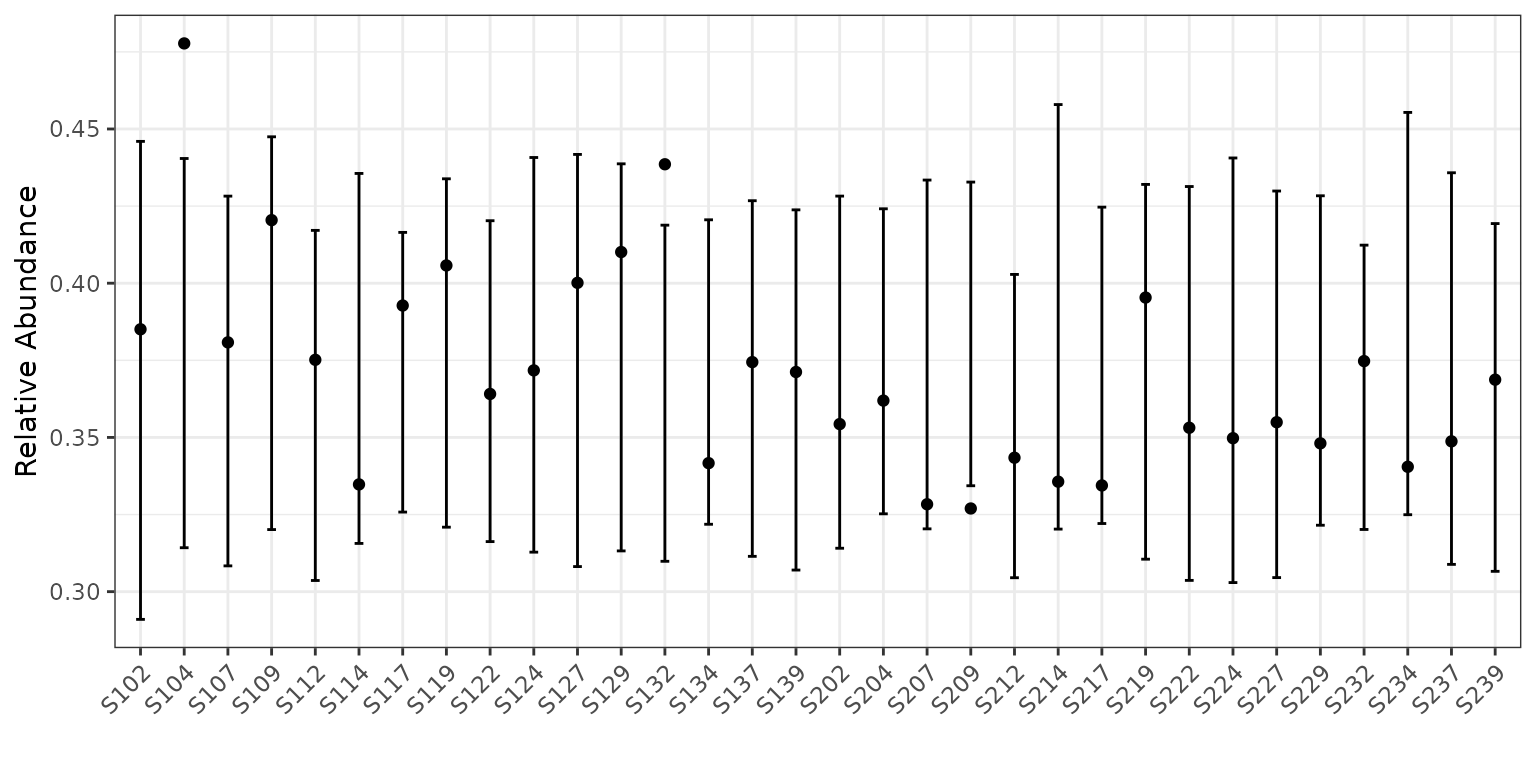 Relative Abundance
0.45
0.40
0.35
0.30
S102
S104
S107
S109
S112
S114
S117
S119
S122
S124
S127
S129
S132
S134
S137
S139
S202
S204
S207
S209
S212
S214
S217
S219
S222
S224
S227
S229
S232
S234
S237
S239